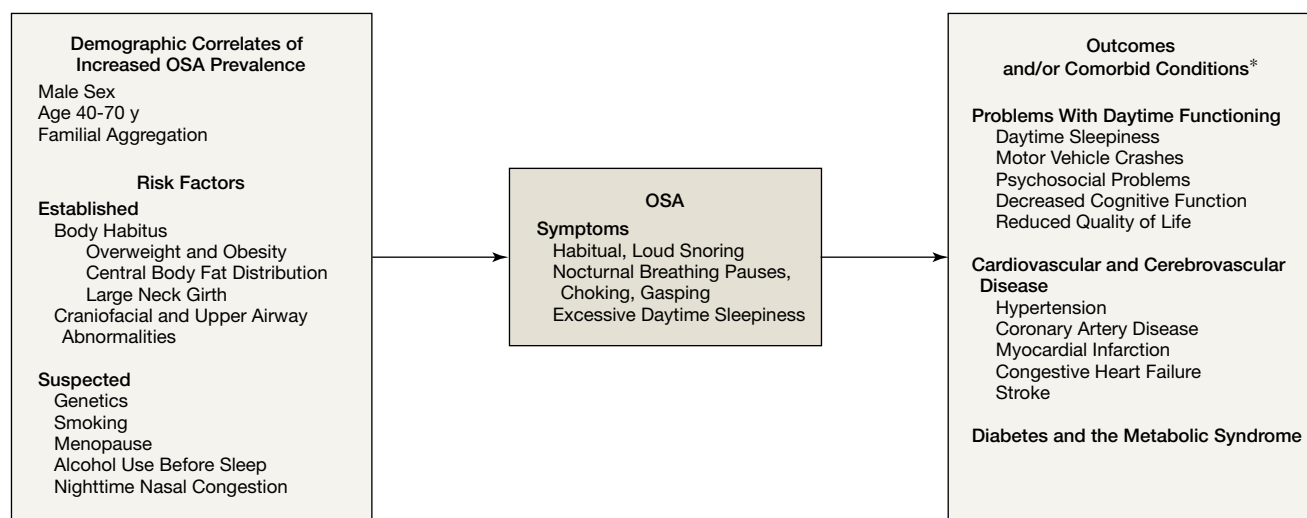 Demographic Correlates of
Increased OSA Prevalence
Male Sex
Age 40-70 y
Familial Aggregation
Risk Factors
Established
Body Habitus
Overweight and Obesity
Central Body Fat Distribution
Large Neck Girth
Craniofacial and Upper Airway
Abnormalities
Suspected
Genetics
Smoking
Menopause
Alcohol Use Before Sleep
Nighttime Nasal Congestion
OSA
Symptoms
Habitual, Loud Snoring
Nocturnal Breathing Pauses,
Choking, Gasping
Excessive Daytime Sleepiness
Outcomes
and/or Comorbid Conditions*
Problems With Daytime Functioning
Daytime Sleepiness
Motor Vehicle Crashes
Psychosocial Problems
Decreased Cognitive Function
Reduced Quality of Life
Cardiovascular and Cerebrovascular
Disease
Hypertension
Coronary Artery Disease
Myocardial Infarction
Congestive Heart Failure
Stroke
Diabetes and the Metabolic Syndrome